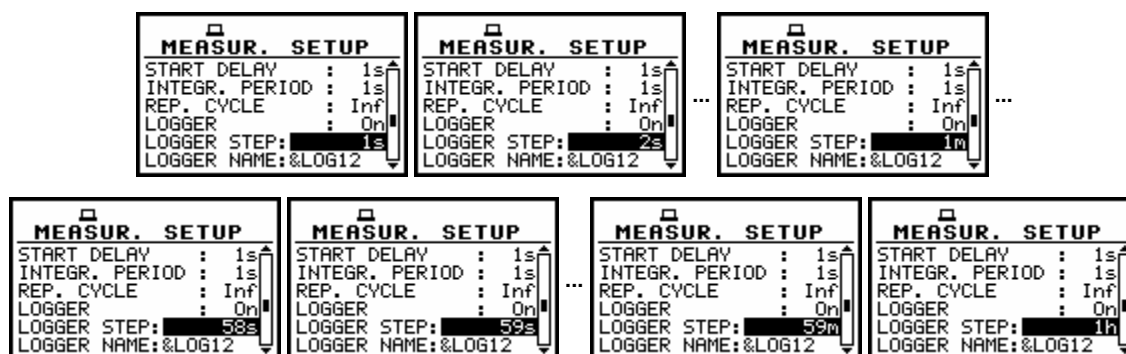 MEASUR. SETUP
START DELAY : 1s
INTEGR. PERIOD : 1s
REP. CYCLE : Inf
LOGGER : On
LOGGER STEP: 1s
LOGGER NAME:&LOG12
MEASUR. SETUP
START DELAY : 1s
INTEGR. PERIOD : 1s
REP. CYCLE : Inf
LOGGER : On
LOGGER STEP: 2s
LOGGER NAME:&LOG12
...
MEASUR. SETUP
START DELAY : 1s
INTEGR. PERIOD : 1s
REP. CYCLE : Inf
LOGGER : On
LOGGER STEP: 1m
LOGGER NAME:&LOG12
...
MEASUR. SETUP
START DELAY : 1s
INTEGR. PERIOD : 1s
REP. CYCLE : Inf
LOGGER : On
LOGGER STEP: 58s
LOGGER NAME:&LOG12
MEASUR. SETUP
START DELAY : 1s
INTEGR. PERIOD : 1s
REP. CYCLE : Inf
LOGGER : On
LOGGER STEP: 59s
LOGGER NAME:&LOG12
...
MEASUR. SETUP
START DELAY : 1s
INTEGR. PERIOD : 1s
REP. CYCLE : Inf
LOGGER : On
LOGGER STEP: 59m
LOGGER NAME:&LOG12
MEASUR. SETUP
START DELAY : 1s
INTEGR. PERIOD : 1s
REP. CYCLE : Inf
LOGGER : On
LOGGER STEP: 1h
LOGGER NAME:&LOG12